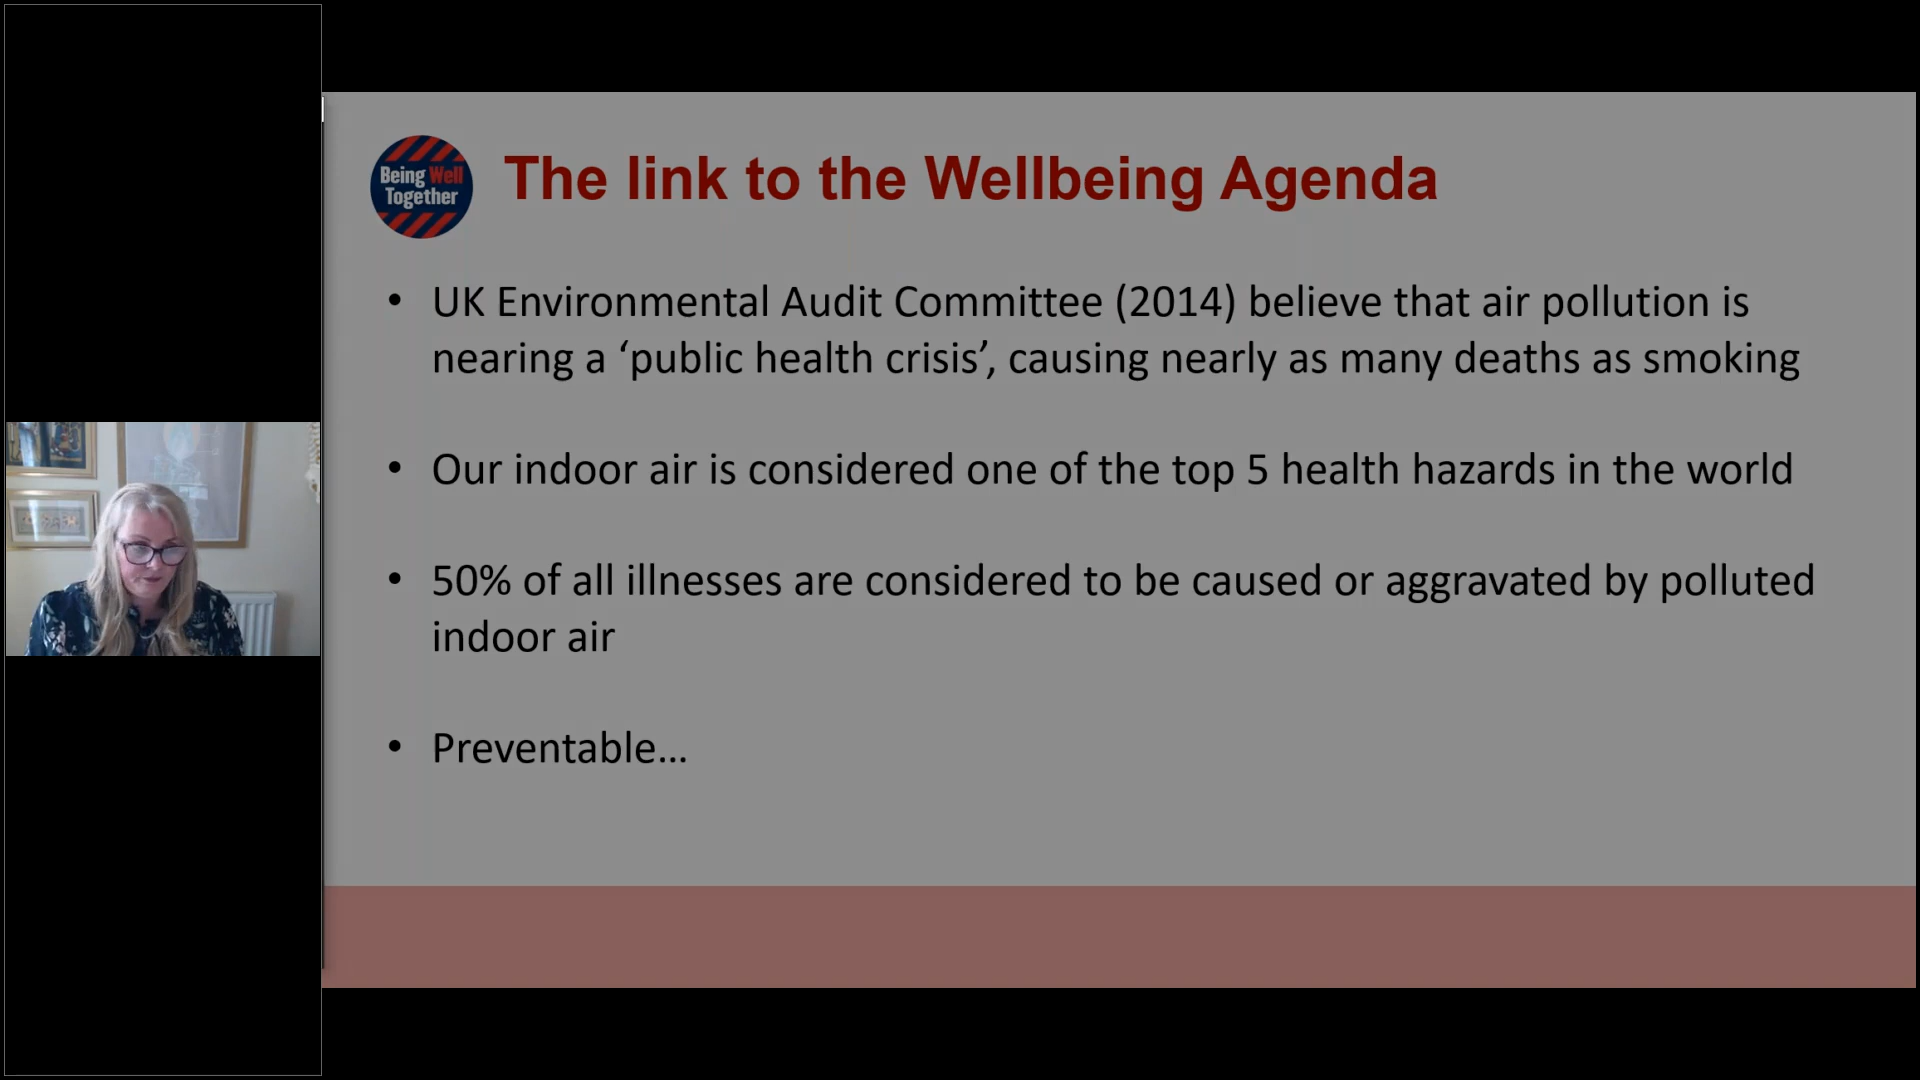 Being Well
Together
The link to the Wellbeing Agenda
• UK Environmental Audit Committee (2014) believe that air pollution is
nearing a ‘public health crisis’, causing nearly as many deaths as smoking
• Our indoor air is considered one of the top 5 health hazards in the world
• 50% of all illnesses are considered to be caused or aggravated by polluted
indoor air
• Preventable...